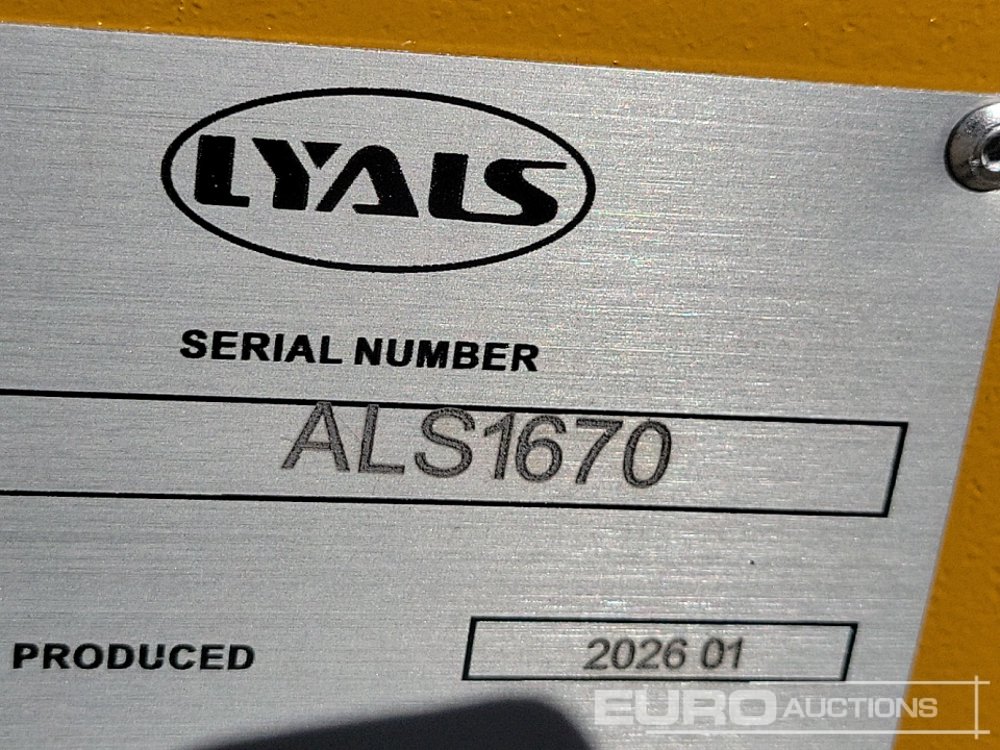 LYALS
SERIAL NUMBER
ALS1670
PRODUCED 2026 01
EURO AUCTIONS